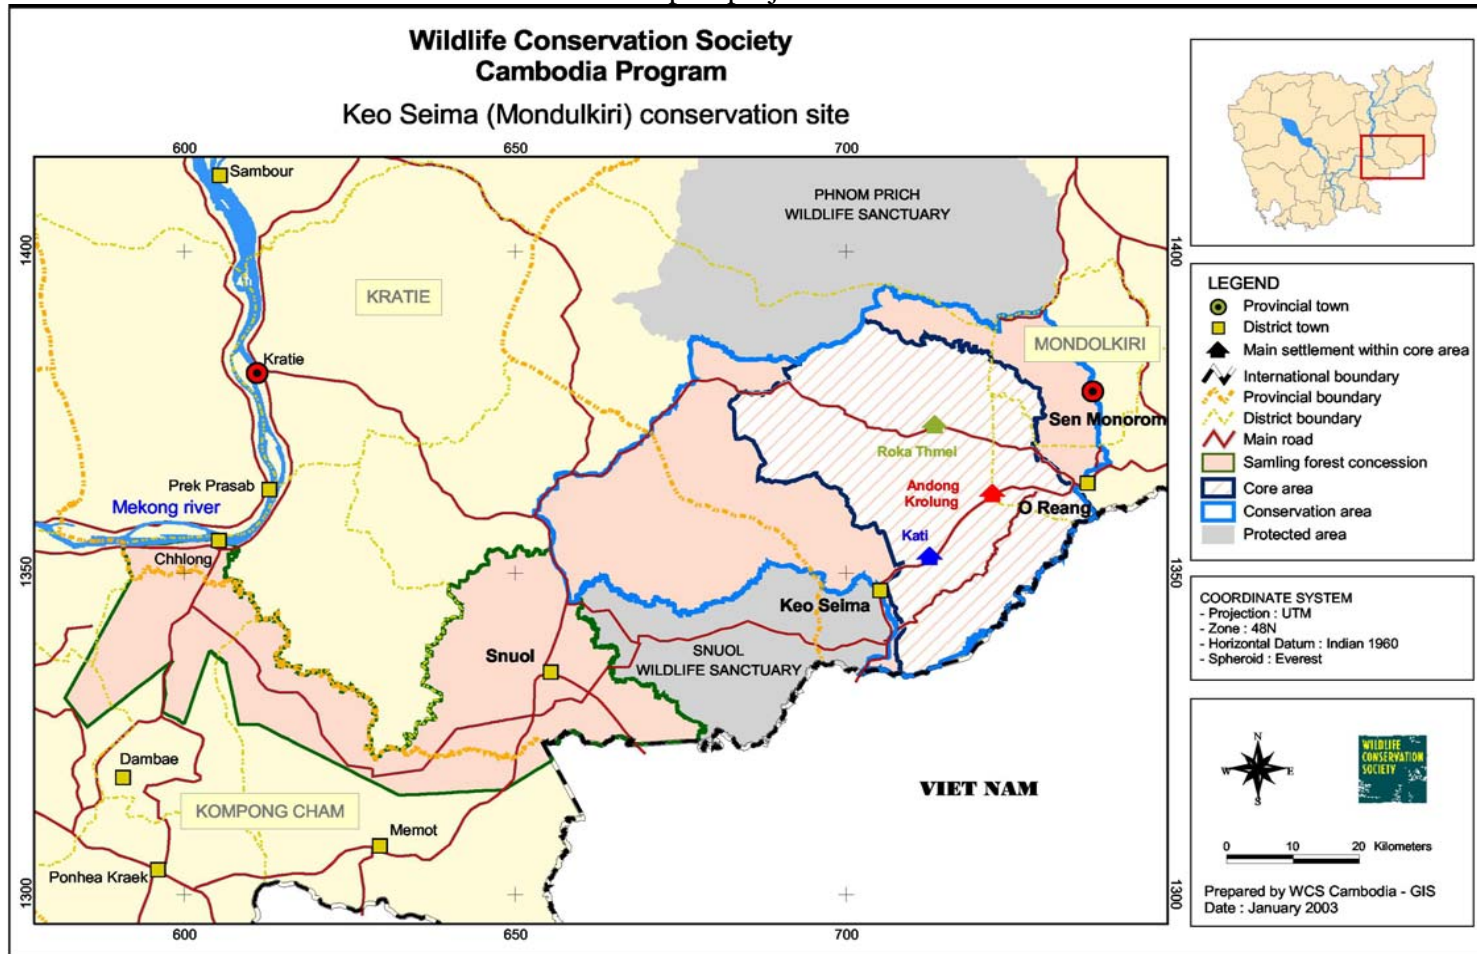 Wildlife Conservation Society
Cambodia Program
Keo Seima (Mondulkiri) conservation site
600
650
700
Sambour
PHNOM PRICH
WILDLIFE SANCTUARY
1400
1400
KRATIE
MONDOLKIRI
Kratie
Sen Monorom
Roka Thmei
Prek Prasab
Andong
Krolung
Mekong river
O Reang
Kati
Chhlong
1350
1350
Keo Seima
Snuol
SNUOL
WILDLIFE SANCTUARY
Dambae
VIET NAM
KOMPONG CHAM
Memot
Ponhea Kraek
1300
1300
600
650
700
LEGEND
Provincial town
District town
Main settlement within core area
International boundary
Provincial boundary
District boundary
Main road
Samling forest concession
Core area
Conservation area
Protected area
COORDINATE SYSTEM
- Projection : UTM
- Zone : 48N
- Horizontal Datum : Indian 1960
- Spheroid : Everest
N
W E
S
WILDLIFE
CONSERVATION
SOCIETY
0 10 20 Kilometers
Prepared by WCS Cambodia - GIS
Date : January 2003